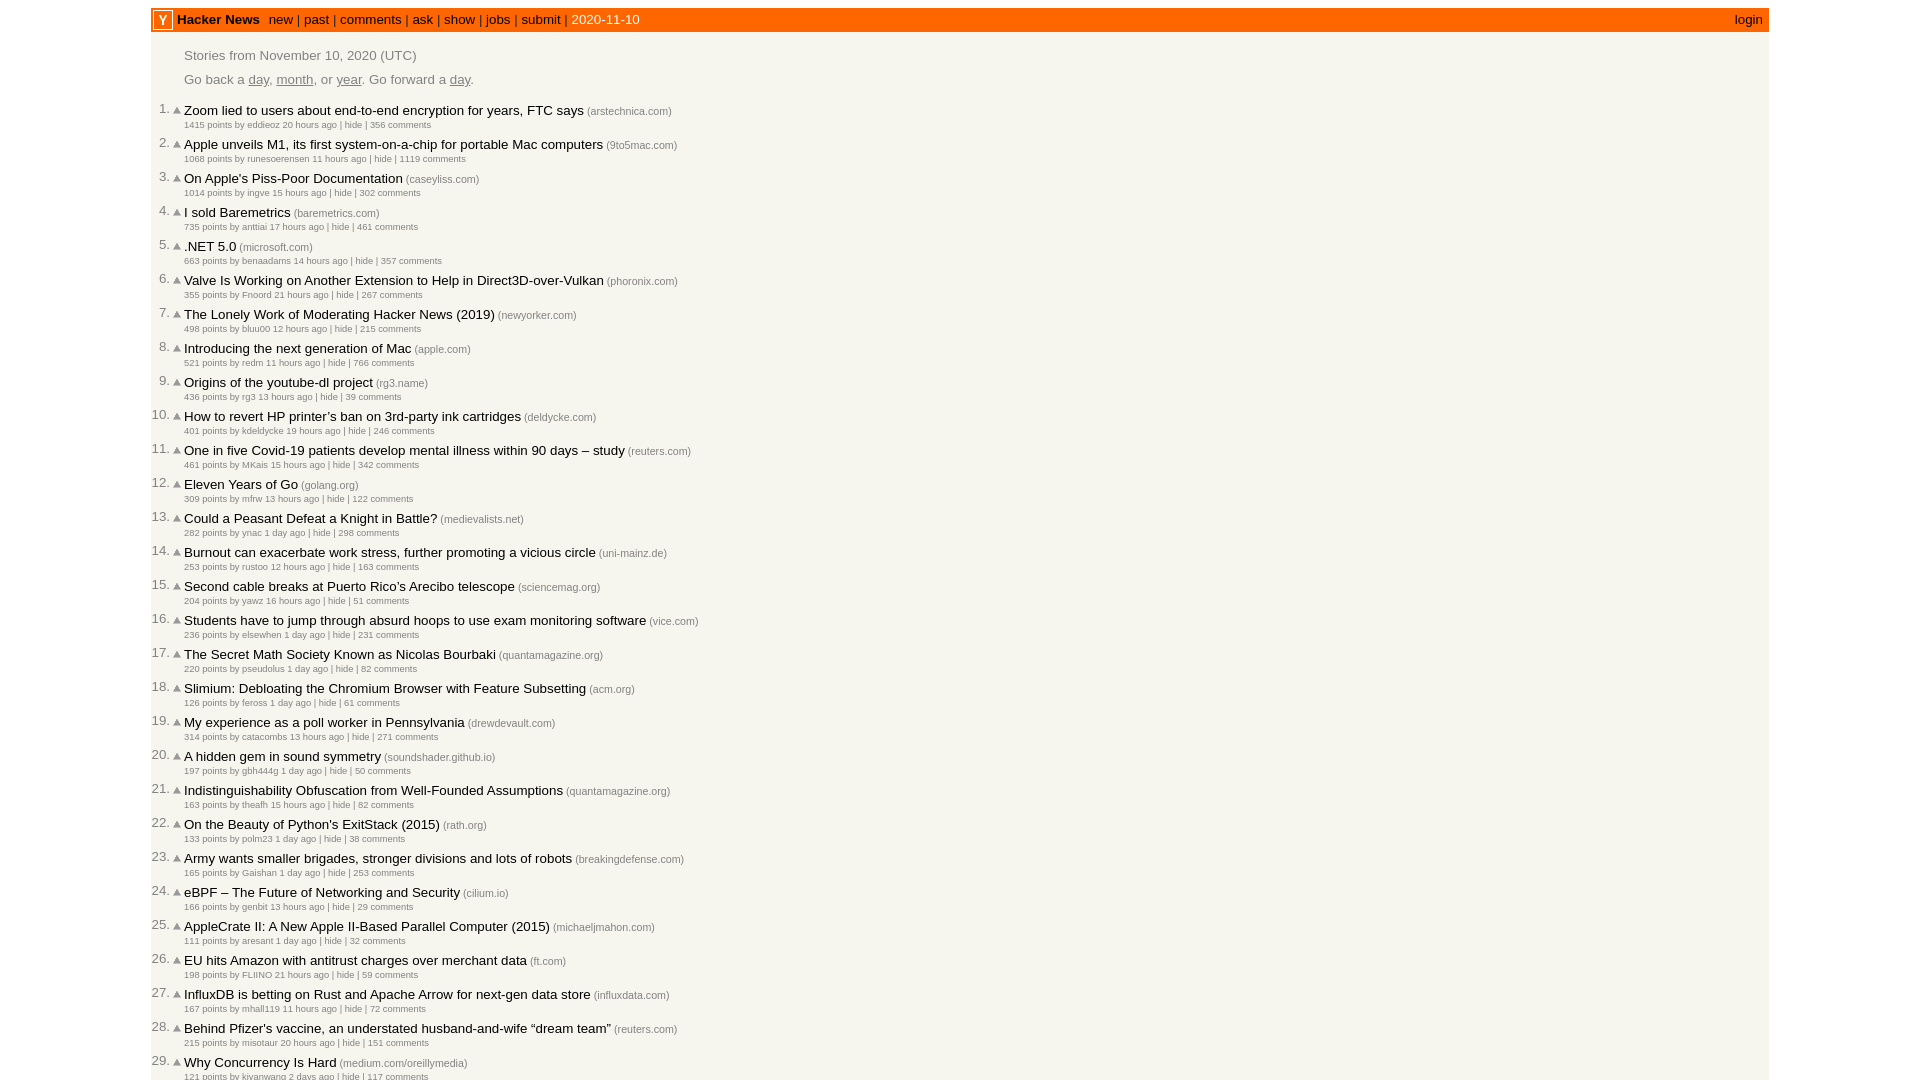 Y Hacker News new | past | comments | ask | show | jobs | submit | 2020-11-10 login
Stories from November 10, 2020 (UTC)
Go back a day, month, or year. Go forward a day.
1. Zoom lied to users about end-to-end encryption for years, FTC says (arstechnica.com)
1415 points by eddieoz 20 hours ago | hide | 356 comments
2. Apple unveils M1, its first system-on-a-chip for portable Mac computers (9to5mac.com)
1068 points by runesoerensen 11 hours ago | hide | 1119 comments
3. On Apple's Piss-Poor Documentation (caseyliss.com)
1014 points by ingve 15 hours ago | hide | 302 comments
4. I sold Baremetrics (baremetrics.com)
735 points by anttiai 17 hours ago | hide | 461 comments
5. .NET 5.0 (microsoft.com)
663 points by benaadams 14 hours ago | hide | 357 comments
6. Valve Is Working on Another Extension to Help in Direct3D-over-Vulkan (phoronix.com)
355 points by Fnoord 21 hours ago | hide | 267 comments
7. The Lonely Work of Moderating Hacker News (2019) (newyorker.com)
498 points by bluu00 12 hours ago | hide | 215 comments
8. Introducing the next generation of Mac (apple.com)
521 points by redm 11 hours ago | hide | 766 comments
9. Origins of the youtube-dl project (rg3.name)
436 points by rg3 13 hours ago | hide | 39 comments
10. How to revert HP printer’s ban on 3rd-party ink cartridges (deldycke.com)
401 points by kdeldycke 19 hours ago | hide | 246 comments
11. One in five Covid-19 patients develop mental illness within 90 days – study (reuters.com)
461 points by MKais 15 hours ago | hide | 342 comments
12. Eleven Years of Go (golang.org)
309 points by mfrw 13 hours ago | hide | 122 comments
13. Could a Peasant Defeat a Knight in Battle? (medievalists.net)
282 points by ynac 1 day ago | hide | 298 comments
14. Burnout can exacerbate work stress, further promoting a vicious circle (uni-mainz.de)
253 points by rustoo 12 hours ago | hide | 163 comments
15. Second cable breaks at Puerto Rico’s Arecibo telescope (sciencemag.org)
204 points by yawz 16 hours ago | hide | 51 comments
16. Students have to jump through absurd hoops to use exam monitoring software (vice.com)
236 points by elsewhen 1 day ago | hide | 231 comments
17. The Secret Math Society Known as Nicolas Bourbaki (quantamagazine.org)
220 points by pseudolus 1 day ago | hide | 82 comments
18. Slimium: Debloating the Chromium Browser with Feature Subsetting (acm.org)
126 points by feross 1 day ago | hide | 61 comments
19. My experience as a poll worker in Pennsylvania (drewdevault.com)
314 points by catacombs 13 hours ago | hide | 271 comments
20. A hidden gem in sound symmetry (soundshader.github.io)
197 points by gbh444g 1 day ago | hide | 50 comments
21. Indistinguishability Obfuscation from Well-Founded Assumptions (quantamagazine.org)
163 points by theafh 15 hours ago | hide | 82 comments
22. On the Beauty of Python's ExitStack (2015) (rath.org)
133 points by polm23 1 day ago | hide | 38 comments
23. Army wants smaller brigades, stronger divisions and lots of robots (breakingdefense.com)
165 points by Gaishan 1 day ago | hide | 253 comments
24. eBPF – The Future of Networking and Security (cilium.io)
166 points by genbit 13 hours ago | hide | 29 comments
25. AppleCrate II: A New Apple II-Based Parallel Computer (2015) (michaeljmahon.com)
111 points by aresant 1 day ago | hide | 32 comments
26. EU hits Amazon with antitrust charges over merchant data (ft.com)
198 points by FLIINO 21 hours ago | hide | 59 comments
27. InfluxDB is betting on Rust and Apache Arrow for next-gen data store (influxdata.com)
167 points by mhall119 11 hours ago | hide | 72 comments
28. Behind Pfizer's vaccine, an understated husband-and-wife “dream team” (reuters.com)
215 points by misotaur 20 hours ago | hide | 151 comments
29. Why Concurrency Is Hard (medium.com/oreillymedia)
121 points by kiyanwang 2 days ago | hide | 117 comments